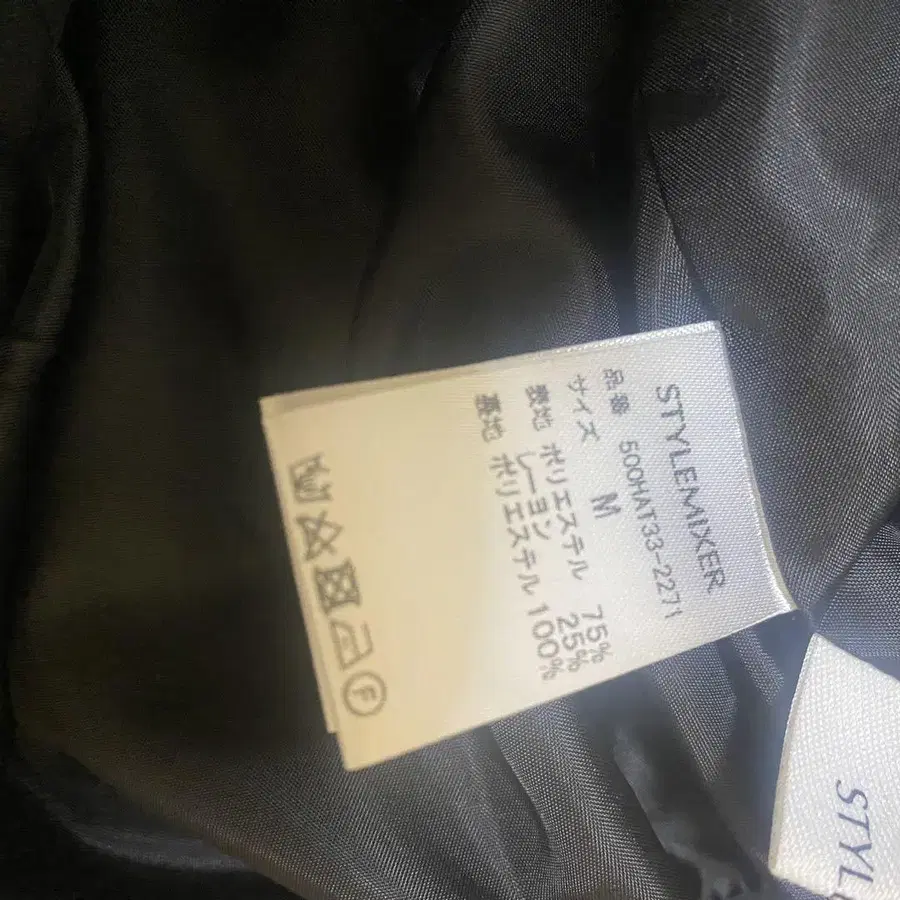 STYLEMIXER
品番 500HAT33-2271
サイズ M
表地 ポリエステル 75%
レーヨン 25%
裏地 ポリエステル 100%
F
STYL